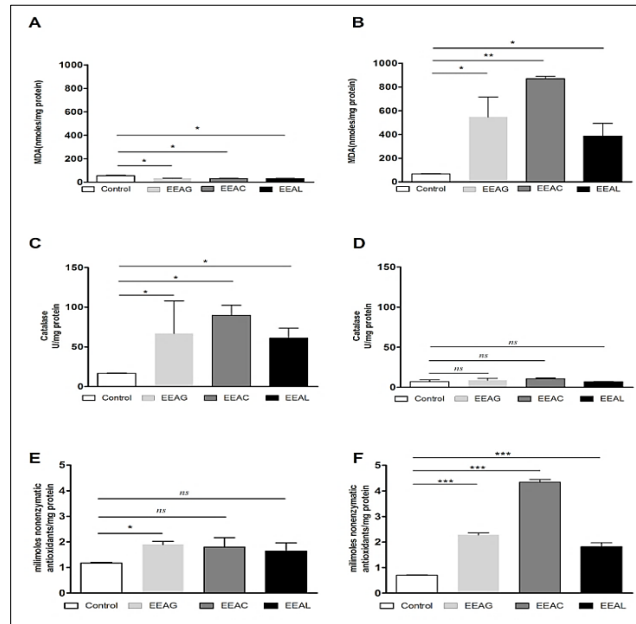 A
MDA(nmoles/mg protein)
1000
800
600
400
200
0
*
*
*
Control EEAG EEAC EEAL
B
MDA(nmoles/mg protein)
1000
800
600
400
200
0
*
**
*
Control EEAG EEAC EEAL
C
Catalase
U/mg protein
150
100
50
0
*
*
*
Control EEAG EEAC EEAL
D
Catalase
U/mg protein
150
100
50
0
ns
ns
ns
Control EEAG EEAC EEAL
E
milimoles nonenzymatic
antioxidants/mg protein
5
4
3
2
1
0
ns
ns
*
Control EEAG EEAC EEAL
F
milimoles nonenzymatic
antioxidants/mg protein
5
4
3
2
1
0
***
***
***
Control EEAG EEAC EEAL